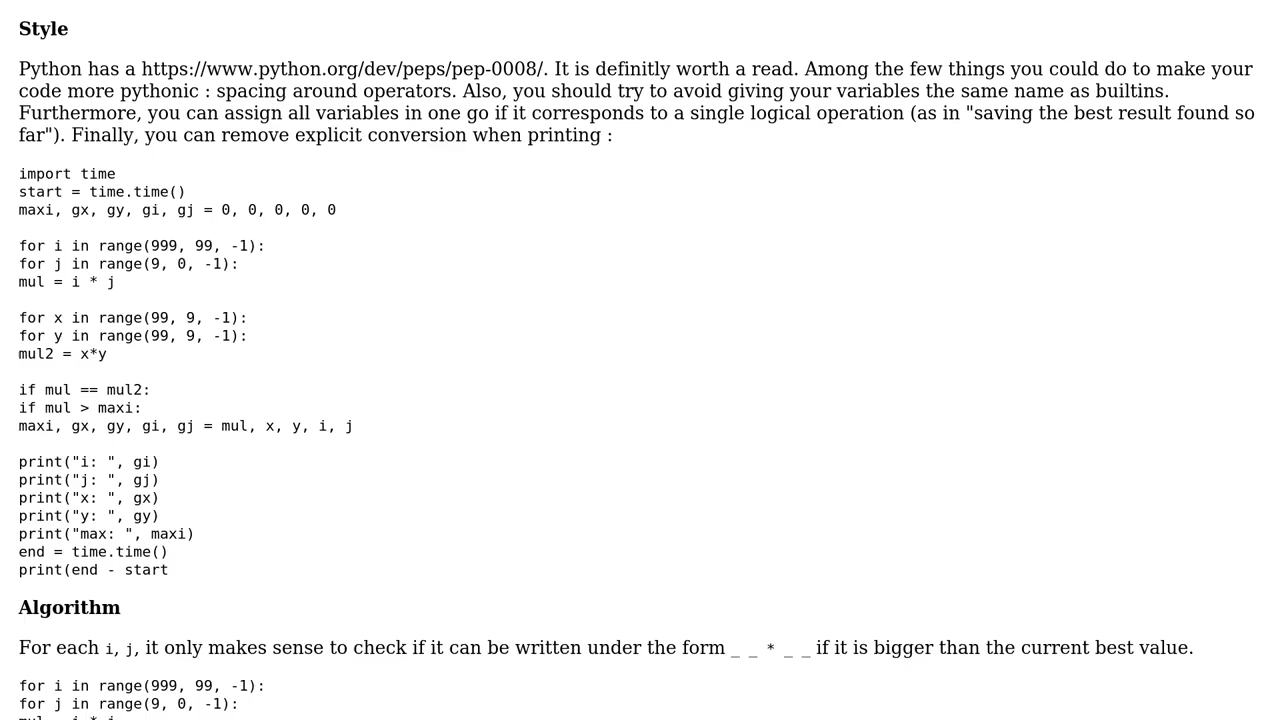 Style
Python has a https://www.python.org/dev/peps/pep-0008/. It is definitly worth a read. Among the few things you could do to make your
code more pythonic : spacing around operators. Also, you should try to avoid giving your variables the same name as builtins.
Furthermore, you can assign all variables in one go if it corresponds to a single logical operation (as in "saving the best result found so
far"). Finally, you can remove explicit conversion when printing :
import time
start = time.time()
maxi, gx, gy, gi, gj = 0, 0, 0, 0, 0
for i in range(999, 99, -1):
for j in range(9, 0, -1):
mul = i * j
for x in range(99, 9, -1):
for y in range(99, 9, -1):
mul2 = x*y
if mul == mul2:
if mul > maxi:
maxi, gx, gy, gi, gj = mul, x, y, i, j
print("i: ", gi)
print("j: ", gj)
print("x: ", gx)
print("y: ", gy)
print("max: ", maxi)
end = time.time()
print(end - start
Algorithm
For each i, j, it only makes sense to check if it can be written under the form _ _ * _ _ if it is bigger than the current best value.
for i in range(999, 99, -1):
for j in range(9, 0, -1):